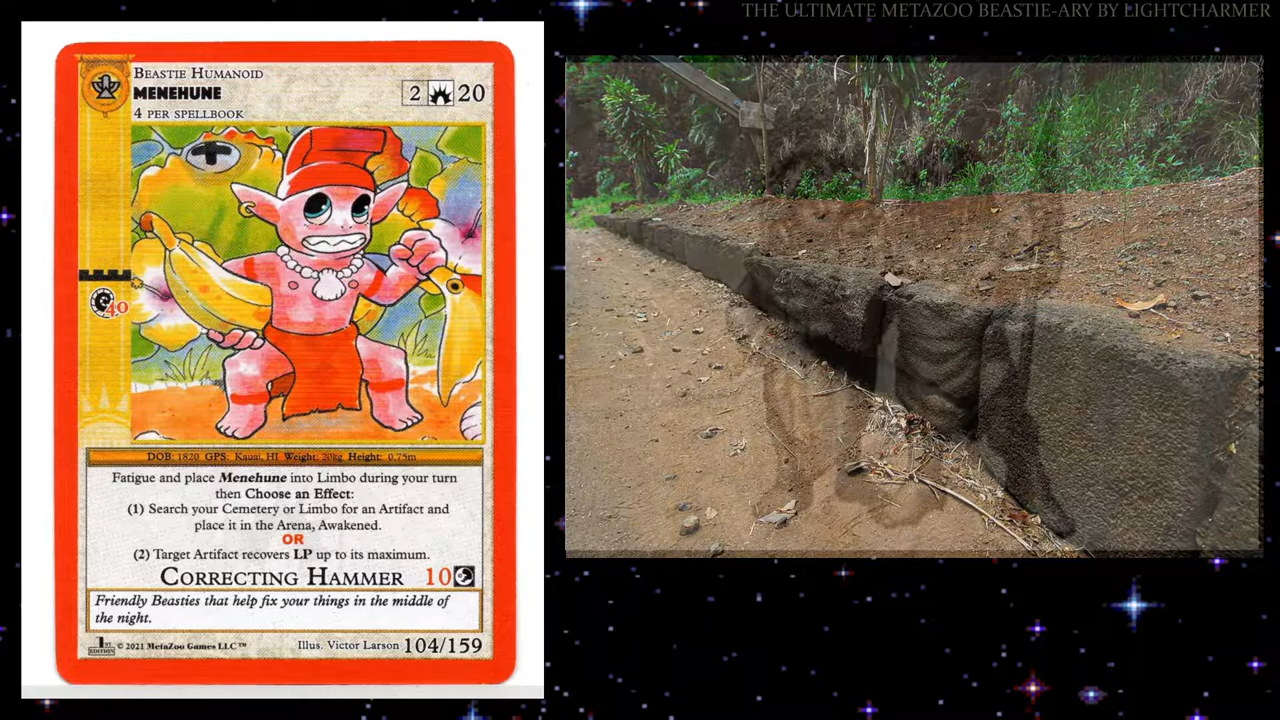 THE ULTIMATE METAZOO BEASTIE-ARY BY LIGHTCHARMER
BEASTIE HUMANOID
MENEHUNE
4 PER SPELLBOOK
2 20
40
DOB: 1820 GPS: Kauai, HI Weight: 20kg Height: 0.75m
Fatigue and place Menehune into Limbo during your turn
then Choose an Effect:
(1) Search your Cemetery or Limbo for an Artifact and
place it in the Arena, Awakened.
OR
(2) Target Artifact recovers LP up to its maximum.
CORRECTING HAMMER 10
Friendly Beasties that help fix your things in the middle of
the night.
1ST EDITION © 2021 MetaZoo Games LLC™ Illus. Victor Larson 104/159